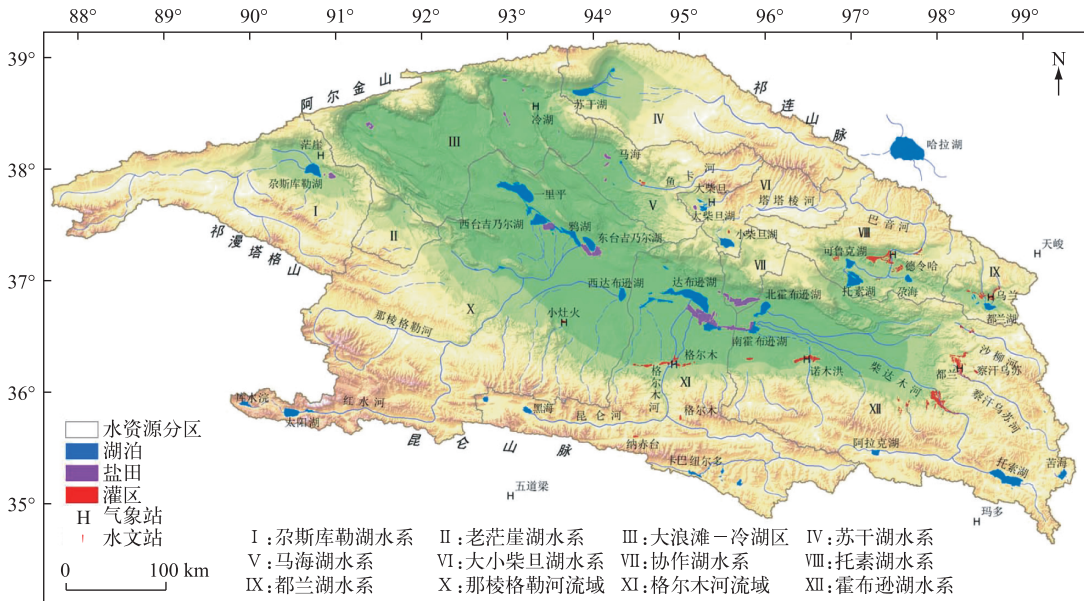 88° 90° 91° 92° 93° 94° 95° 96° 97° 98° 99°
39°
N
阿尔金山
祁连山脉
苏干湖
冷湖
Ⅳ
Ⅲ
哈拉湖
38°
茫崖
马海
鱼卡河
尕斯库勒湖
大柴旦
Ⅵ
塔塔棱河
一里平
大柴旦湖
Ⅴ
Ⅰ
巴音河
西台吉乃尔湖
鸭湖
东台吉乃尔湖
小柴旦湖
Ⅷ
Ⅱ
祁漫塔格山
天峻
可鲁克湖
德令哈
37°
Ⅶ
Ⅸ
西达布逊湖
达布逊湖
托素湖
尕海
乌兰
北霍布逊湖
都兰湖
Ⅹ
小灶火
那棱格勒河
南霍布逊湖
沙柳河
格尔木
诺木洪
柴达木河
都兰
察汗乌苏
36°
格尔木河
Ⅺ
察汗乌苏河
库水浣
红水河
黑海
昆仑河
格尔木
Ⅻ
太阳湖
昆仑山脉
纳赤台
阿拉克湖
卡巴纽尔多
托索湖
苦海
35°
五道梁
玛多
水资源分区
湖泊
盐田
灌区
H 气象站
水文站
0 100 km
Ⅰ:尕斯库勒湖水系 Ⅱ:老茫崖湖水系 Ⅲ:大浪滩－冷湖区 Ⅳ:苏干湖水系
Ⅴ:马海湖水系 Ⅵ:大小柴旦湖水系 Ⅶ:协作湖水系 Ⅷ:托素湖水系
Ⅸ:都兰湖水系 Ⅹ:那棱格勒河流域 Ⅺ:格尔木河流域 Ⅻ:霍布逊湖水系